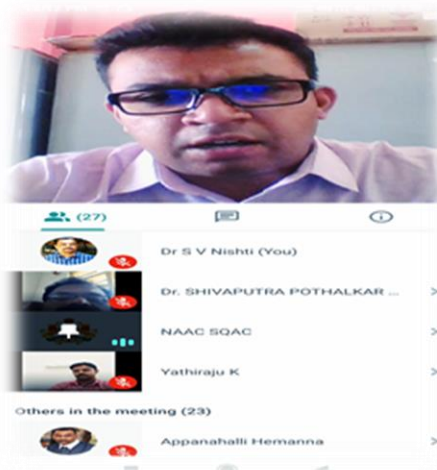 (27)
Dr S V Nishti (You)
Dr. SHIVAPUTRA POTHALKAR ...
NAAC SQAC
Yathiraju K
Others in the meeting (23)
Appanahalli Hemanna